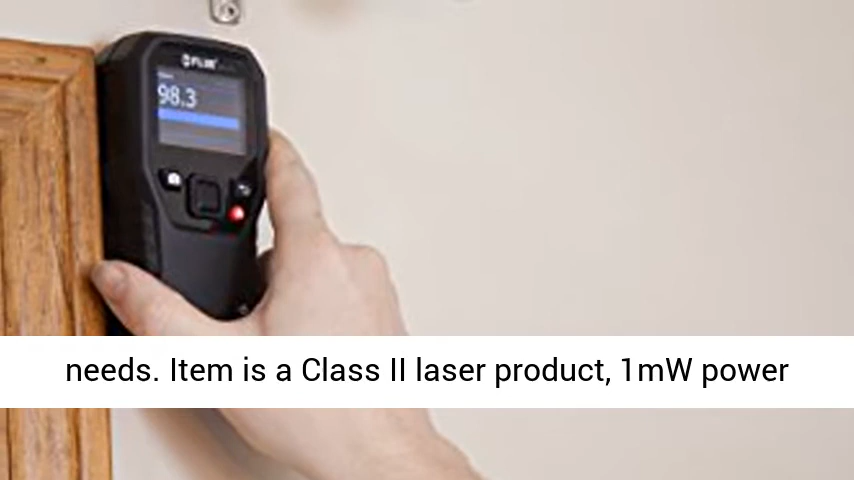 FLIR
98.3
needs. Item is a Class II laser product, 1mW power